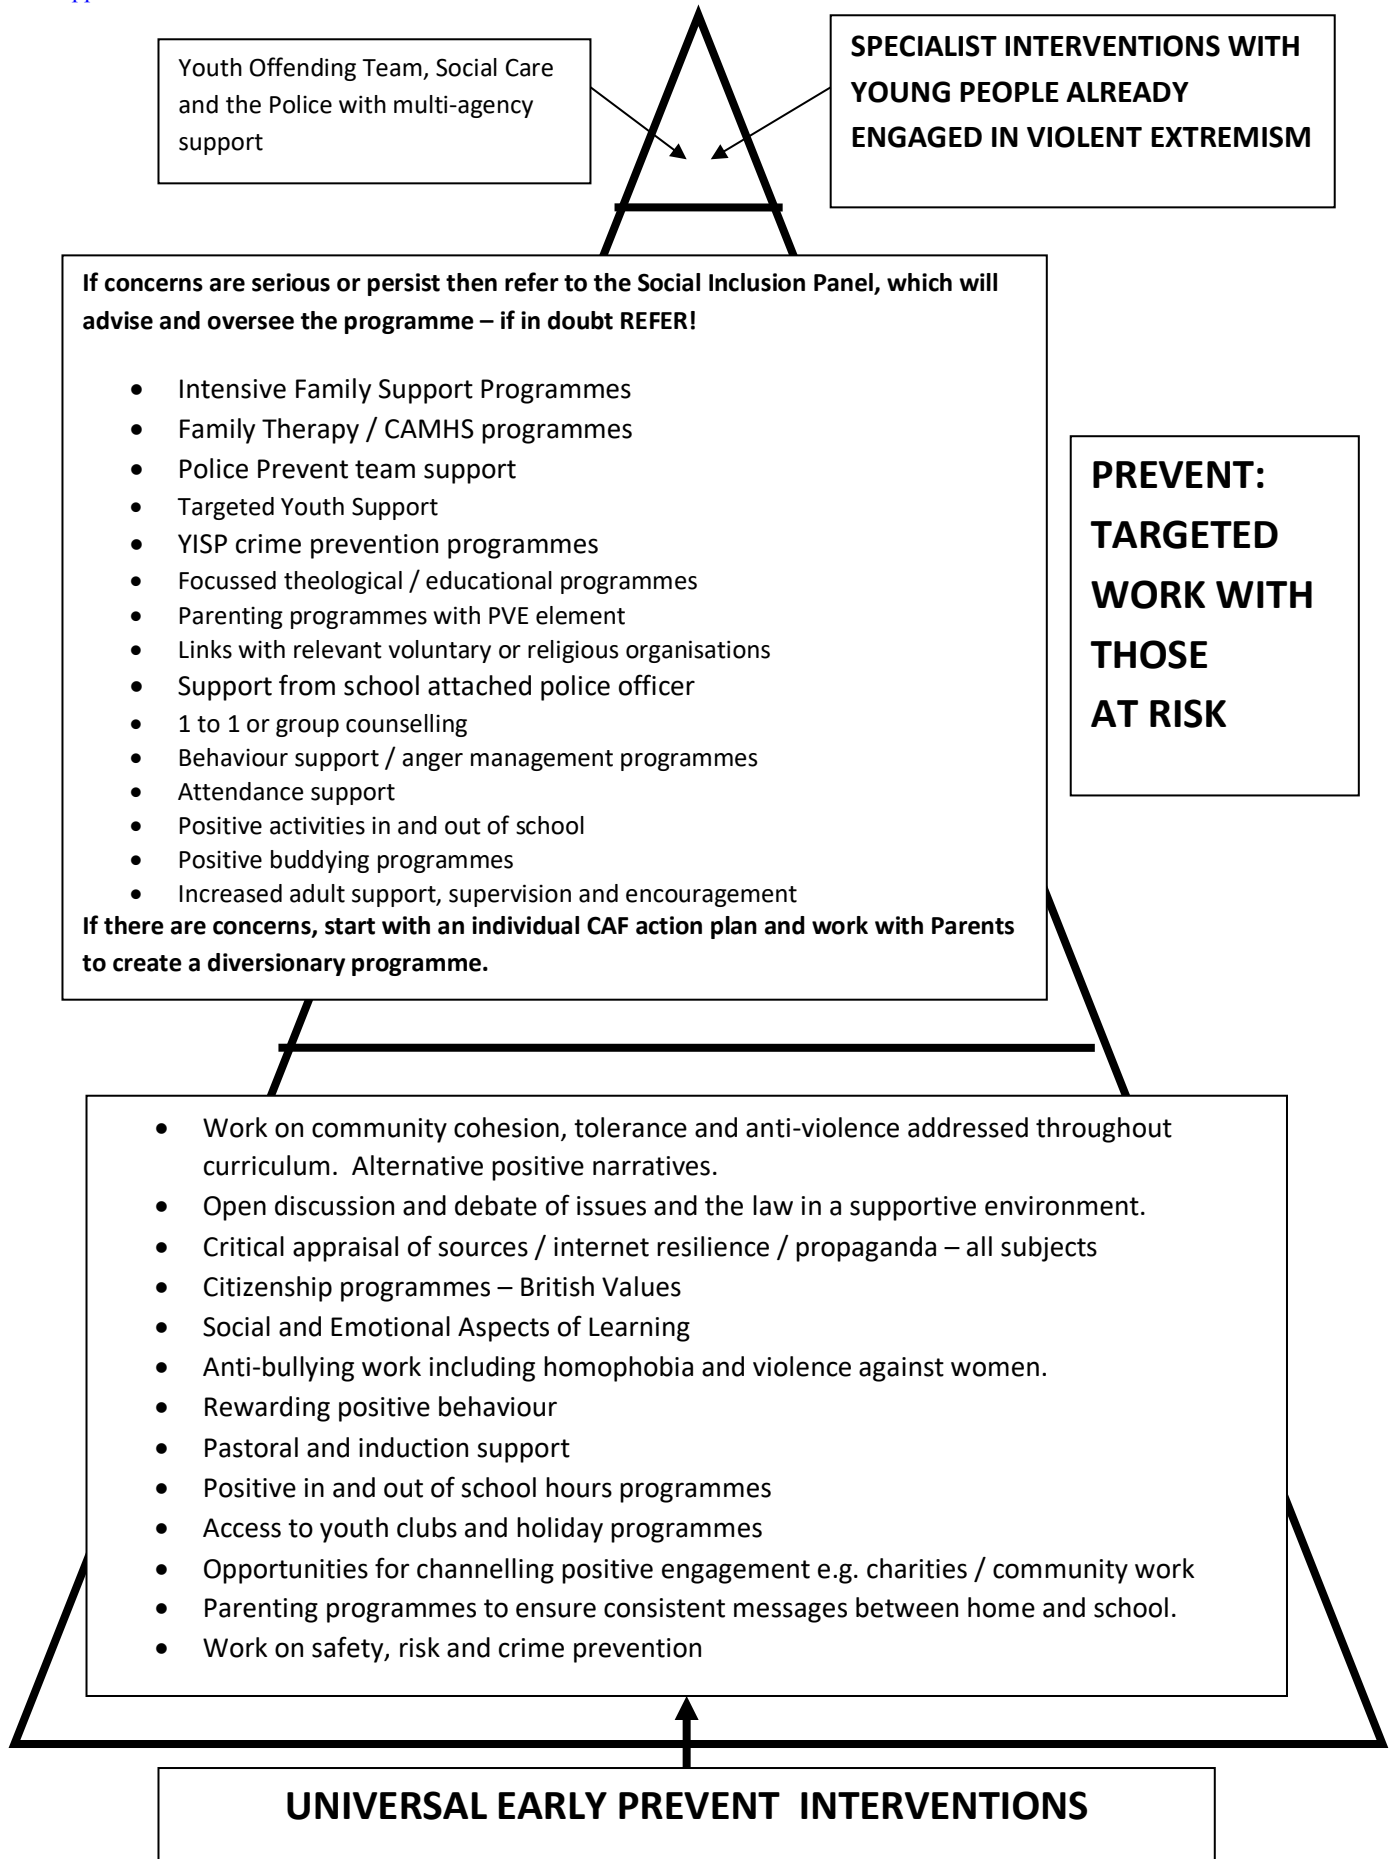 Youth Offending Team, Social Care
and the Police with multi-agency
support
SPECIALIST INTERVENTIONS WITH
YOUNG PEOPLE ALREADY
ENGAGED IN VIOLENT EXTREMISM
If concerns are serious or persist then refer to the Social Inclusion Panel, which will
advise and oversee the programme – if in doubt REFER!
• Intensive Family Support Programmes
• Family Therapy / CAMHS programmes
• Police Prevent team support
• Targeted Youth Support
• YISP crime prevention programmes
• Focussed theological / educational programmes
• Parenting programmes with PVE element
• Links with relevant voluntary or religious organisations
• Support from school attached police officer
• 1 to 1 or group counselling
• Behaviour support / anger management programmes
• Attendance support
• Positive activities in and out of school
• Positive buddying programmes
• Increased adult support, supervision and encouragement
If there are concerns, start with an individual CAF action plan and work with Parents
to create a diversionary programme.
PREVENT:
TARGETED
WORK WITH
THOSE
AT RISK
• Work on community cohesion, tolerance and anti-violence addressed throughout
curriculum.  Alternative positive narratives.
• Open discussion and debate of issues and the law in a supportive environment.
• Critical appraisal of sources / internet resilience / propaganda – all subjects
• Citizenship programmes – British Values
• Social and Emotional Aspects of Learning
• Anti-bullying work including homophobia and violence against women.
• Rewarding positive behaviour
• Pastoral and induction support
• Positive in and out of school hours programmes
• Access to youth clubs and holiday programmes
• Opportunities for channelling positive engagement e.g. charities / community work
• Parenting programmes to ensure consistent messages between home and school.
• Work on safety, risk and crime prevention
UNIVERSAL EARLY PREVENT  INTERVENTIONS